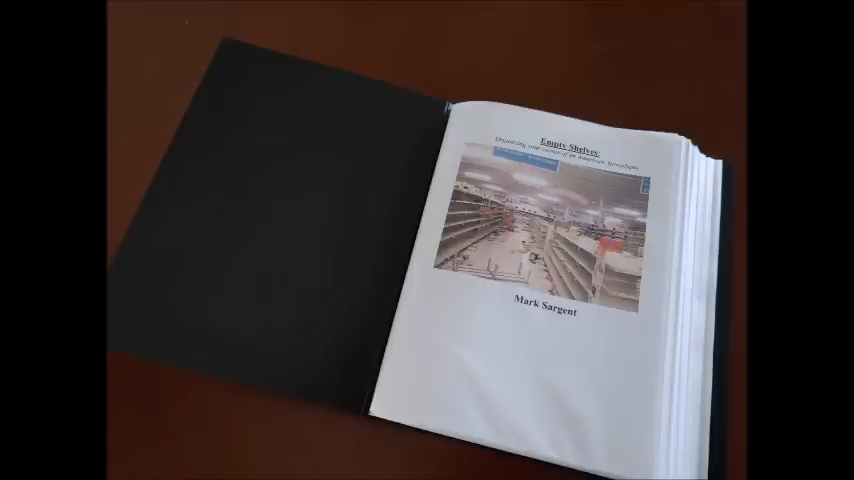 Empty Shelves:
Organizing your corner of an American Apocalypse
Mark Sargent